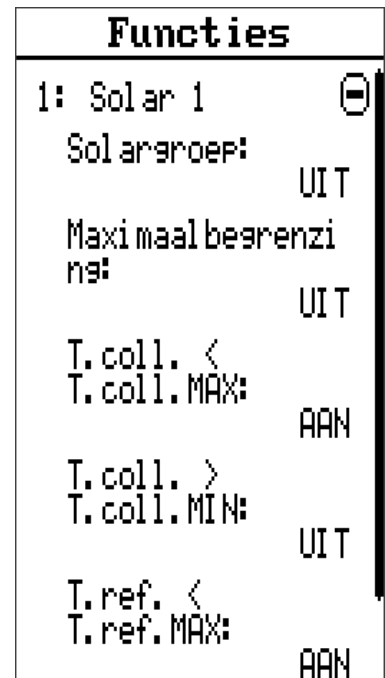 Functies
1: Solar 1
Solargroep:
UIT
Maximaalbegrenzi
ng:
UIT
T.coll. <
T.coll.MAX:
AAN
T.coll. >
T.coll.MIN:
UIT
T.ref. <
T.ref.MAX:
AAN